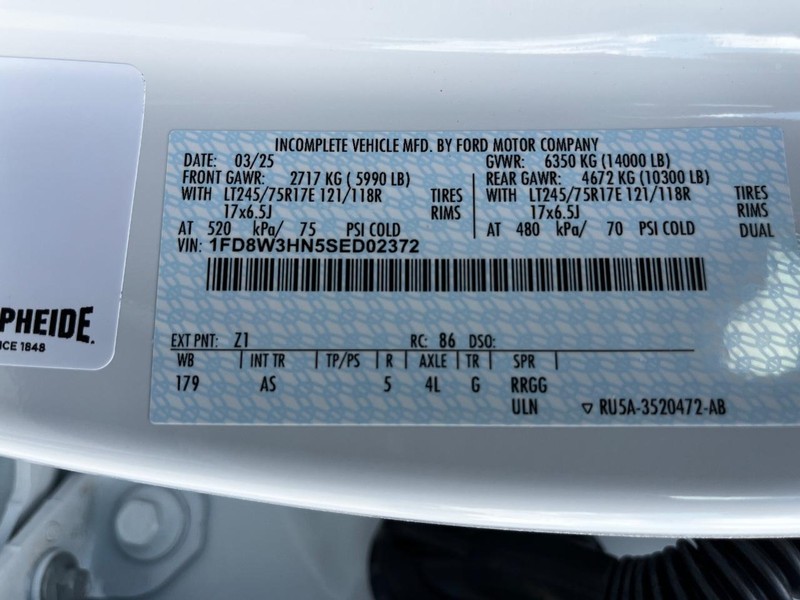 INCOMPLETE VEHICLE MFD. BY FORD MOTOR COMPANY
DATE: 03/25 GVWR: 6350 KG (14000 LB)
FRONT GAWR: 2717 KG ( 5990 LB) REAR GAWR: 4672 KG (10300 LB)
WITH LT245/75R17E 121/118R TIRES WITH LT245/75R17E 121/118R TIRES
17x6.5J RIMS 17x6.5J RIMS
AT 520 kPa/ 75 PSI COLD AT 480 kPa/ 70 PSI COLD DUAL
VIN: 1FD8W3HN5SED02372
EXT PNT: Z1 RC: 86 DSO:
WB | INT TR | TP/PS | R | AXLE | TR | SPR |
179 AS 5 4L G RRGG
ULN ▽ RU5A-3520472-AB
PHEIDE.
NCE 1848